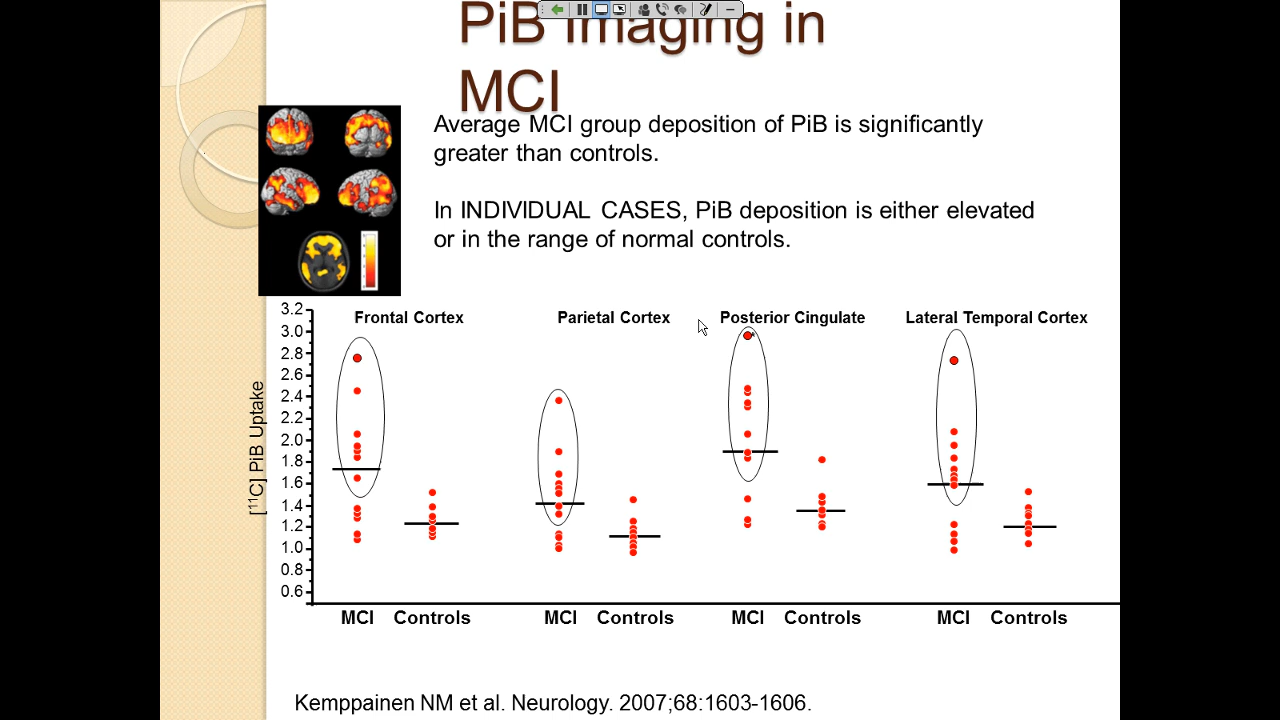 PiB Imaging in
MCI
Average MCI group deposition of PiB is significantly
greater than controls.
In INDIVIDUAL CASES, PiB deposition is either elevated
or in the range of normal controls.
Frontal Cortex
Parietal Cortex
Posterior Cingulate
Lateral Temporal Cortex
[11C] PiB Uptake
3.2
3.0
2.8
2.6
2.4
2.2
2.0
1.8
1.6
1.4
1.2
1.0
0.8
0.6
MCI Controls
MCI Controls
MCI Controls
MCI Controls
Kemppainen NM et al. Neurology. 2007;68:1603-1606.